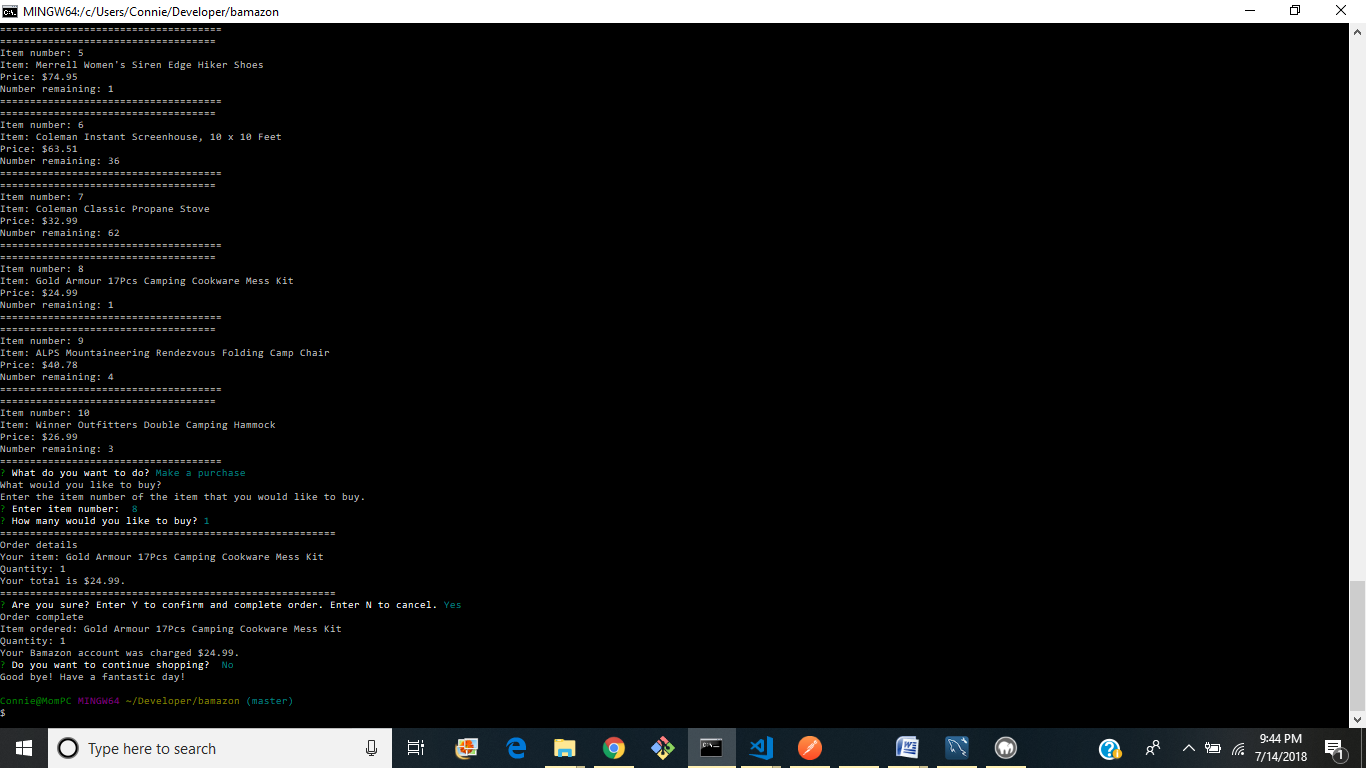 MINGW64:/c/Users/Connie/Developer/bamazon
=====================================
====================================
Item number: 5
Item: Merrell Women's Siren Edge Hiker Shoes
Price: $74.95
Number remaining: 1
=====================================
====================================
Item number: 6
Item: Coleman Instant Screenhouse, 10 x 10 Feet
Price: $63.51
Number remaining: 36
=====================================
====================================
Item number: 7
Item: Coleman Classic Propane Stove
Price: $32.99
Number remaining: 62
=====================================
====================================
Item number: 8
Item: Gold Armour 17Pcs Camping Cookware Mess Kit
Price: $24.99
Number remaining: 1
=====================================
====================================
Item number: 9
Item: ALPS Mountaineering Rendezvous Folding Camp Chair
Price: $40.78
Number remaining: 4
=====================================
====================================
Item number: 10
Item: Winner Outfitters Double Camping Hammock
Price: $26.99
Number remaining: 3
=====================================
? What do you want to do? Make a purchase
What would you like to buy?
Enter the item number of the item that you would like to buy.
? Enter item number:  8
? How many would you like to buy? 1
========================================================
Order details
Your item: Gold Armour 17Pcs Camping Cookware Mess Kit
Quantity: 1
Your total is $24.99.
========================================================
? Are you sure? Enter Y to confirm and complete order. Enter N to cancel. Yes
Order complete
Item ordered: Gold Armour 17Pcs Camping Cookware Mess Kit
Quantity: 1
Your Bamazon account was charged $24.99.
? Do you want to continue shopping?  No
Good bye! Have a fantastic day!
Connie@MomPC MINGW64 ~/Developer/bamazon (master)
$
Type here to search
9:44 PM
7/14/2018
1